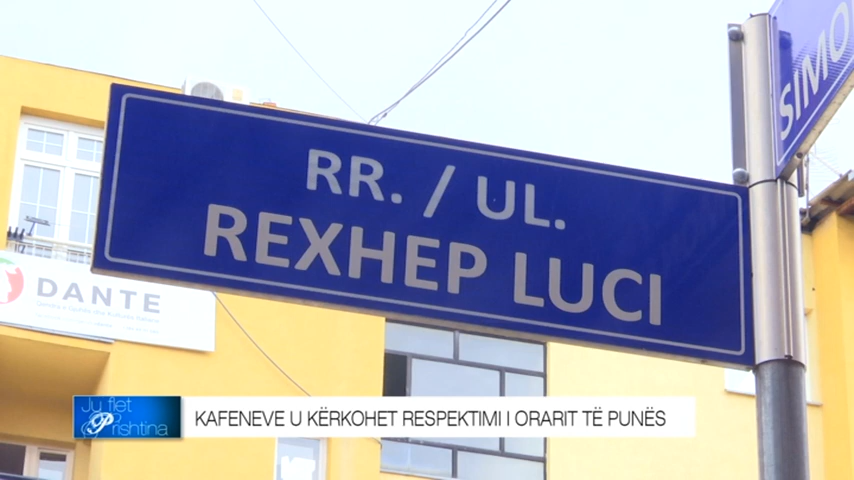 SIMO
RR. / UL.
REXHEP LUCI
DANTE
Ju flet
Prishtina
KAFENEVE U KËRKOHET RESPEKTIMI I ORARIT TË PUNËS